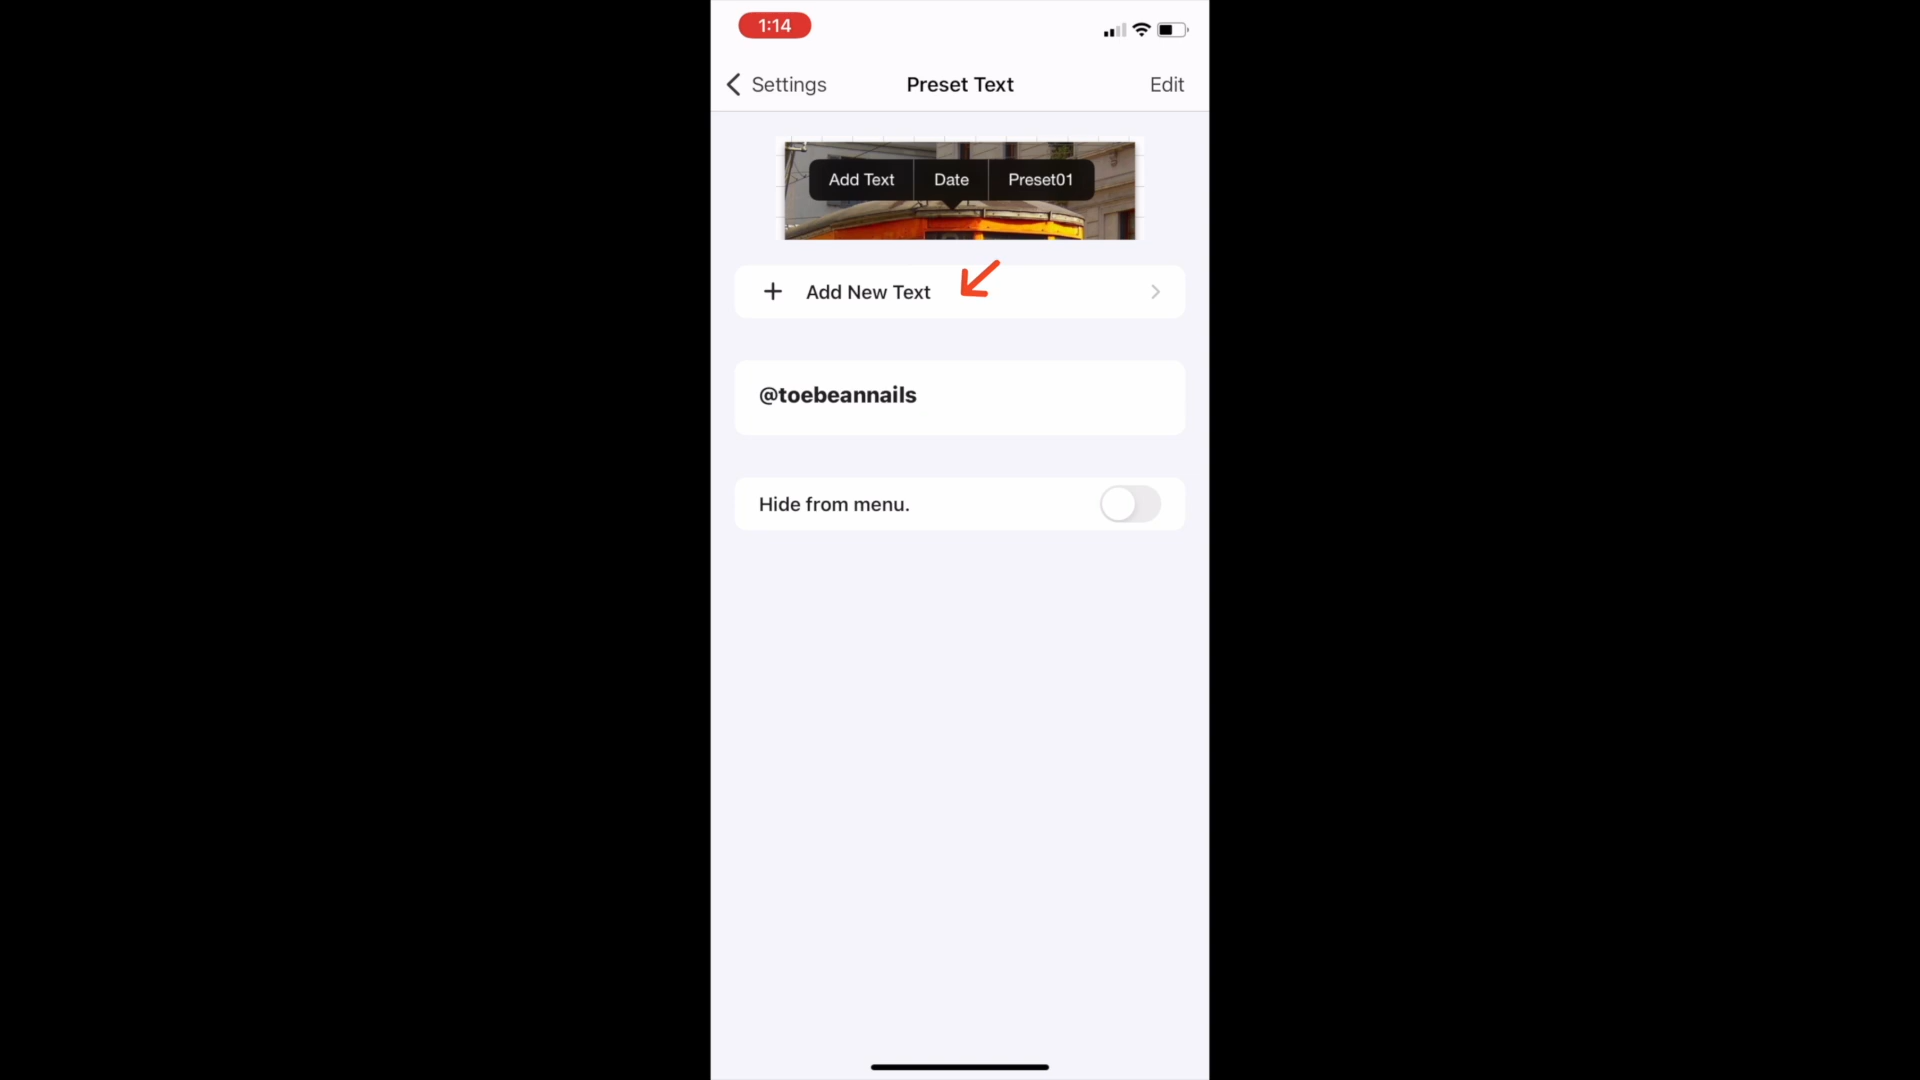 1:14
Settings
Preset Text
Edit
Add Text
Date
Preset01
+ Add New Text
@toebeannails
Hide from menu.